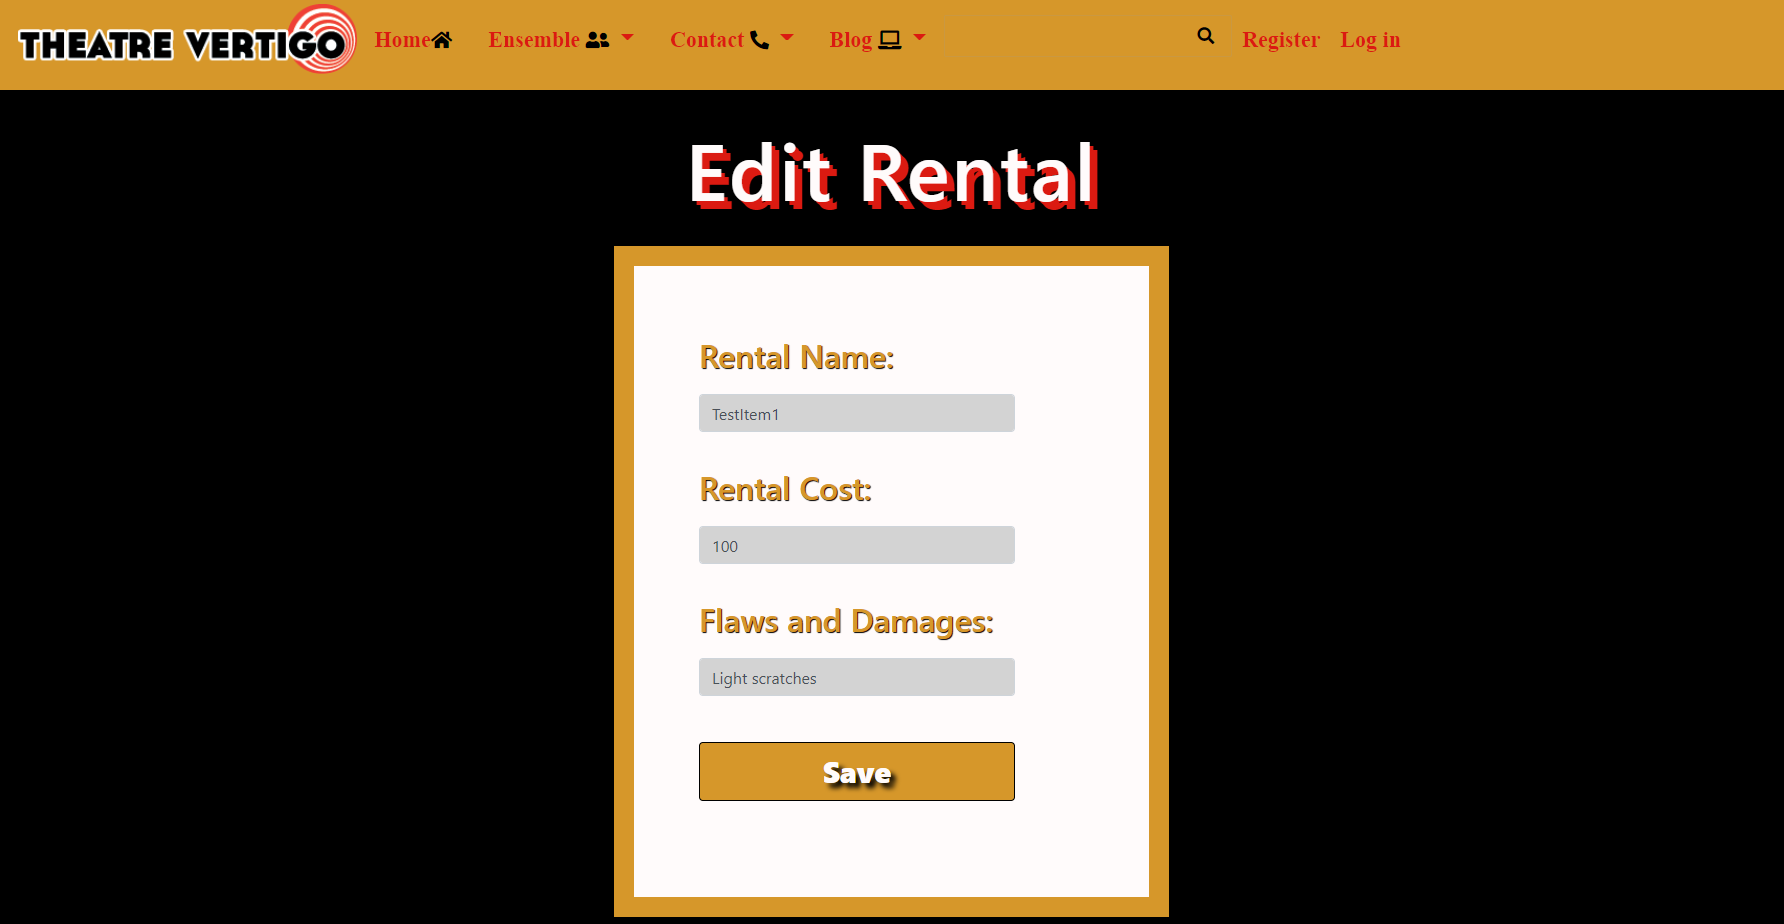 THEATRE VERTIGO Home Ensemble Contact Blog Register Log in
Edit Rental
Rental Name:
TestItem1
Rental Cost:
100
Flaws and Damages:
Light scratches
Save